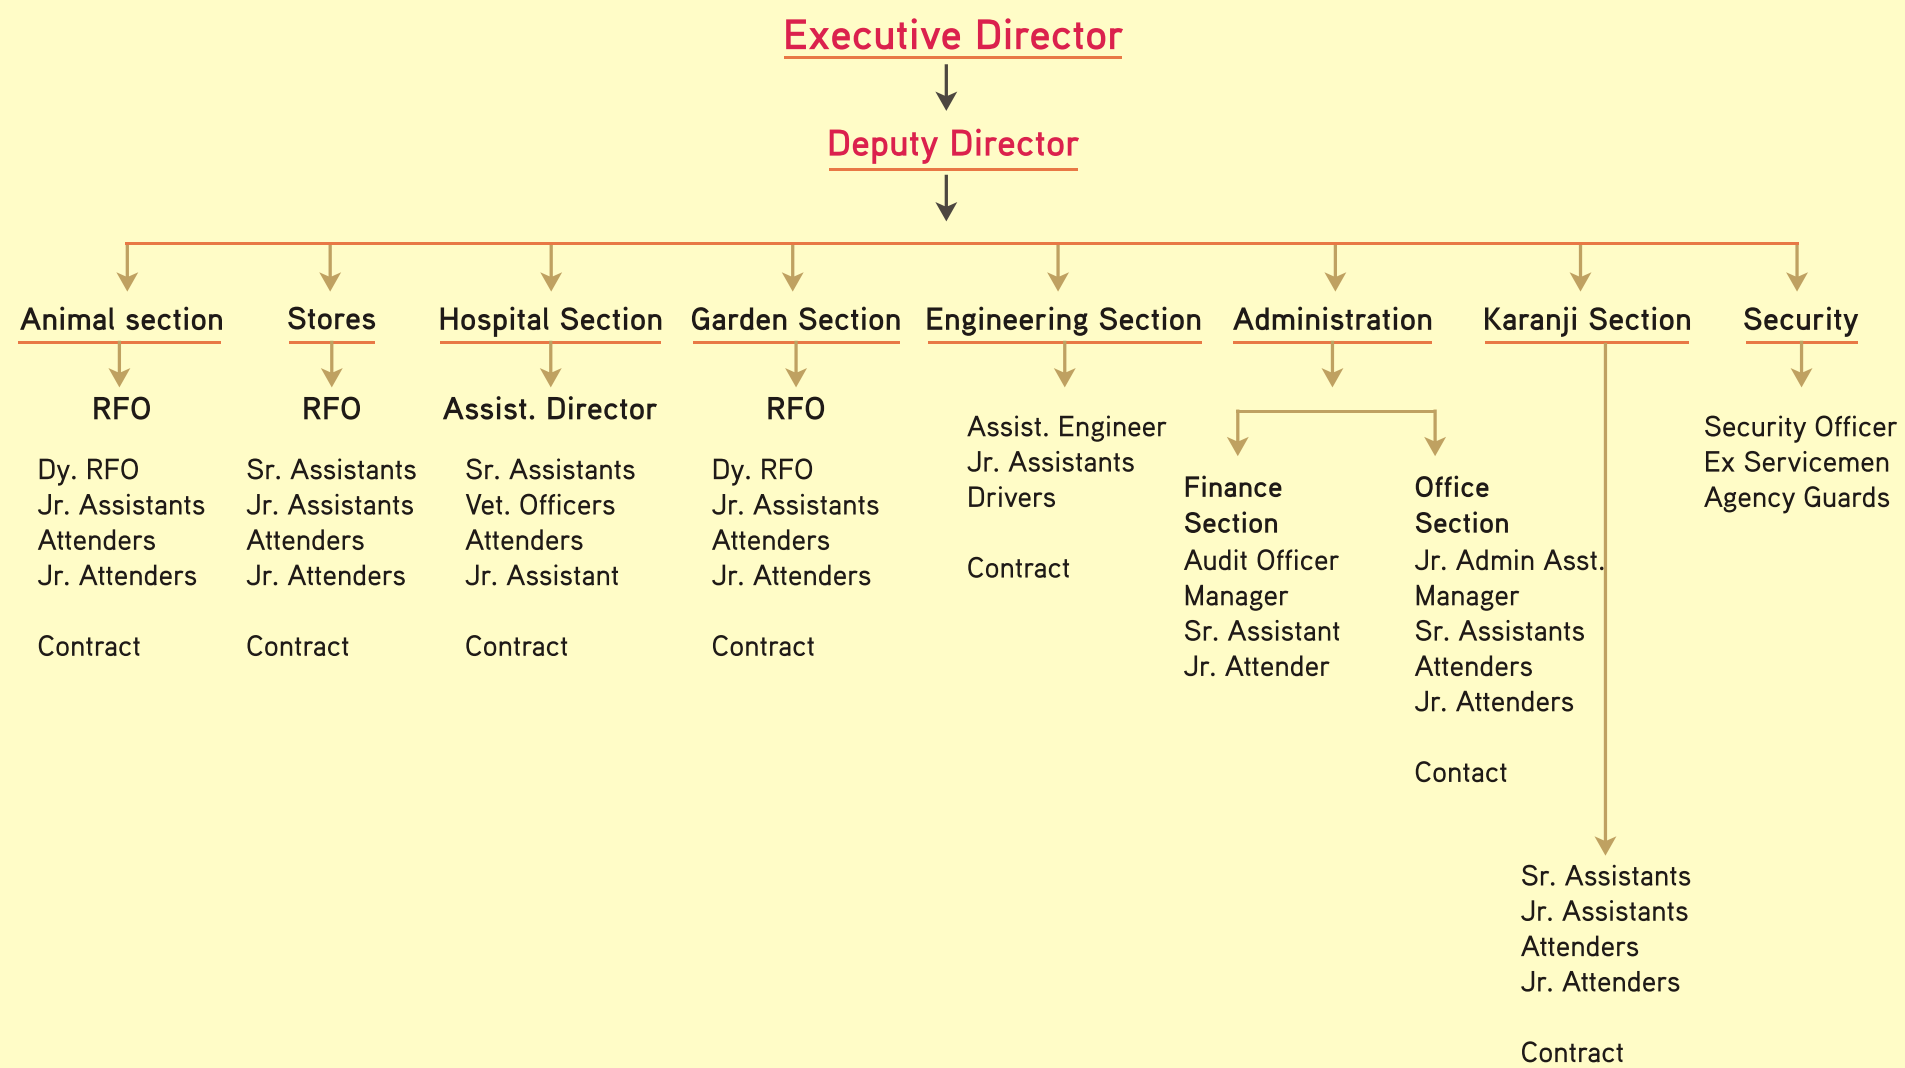 Executive Director
Deputy Director
Animal section
Stores
Hospital Section
Garden Section
Engineering Section
Administration
Karanji Section
Security
RFO
Dy. RFO
Jr. Assistants
Attenders
Jr. Attenders
Contract
RFO
Sr. Assistants
Jr. Assistants
Attenders
Jr. Attenders
Contract
Assist. Director
Sr. Assistants
Vet. Officers
Attenders
Jr. Assistant
Contract
RFO
Dy. RFO
Jr. Assistants
Attenders
Jr. Attenders
Contract
Assist. Engineer
Jr. Assistants
Drivers
Contract
Finance
Section
Audit Officer
Manager
Sr. Assistant
Jr. Attender
Office
Section
Jr. Admin Asst.
Manager
Sr. Assistants
Attenders
Jr. Attenders
Contact
Sr. Assistants
Jr. Assistants
Attenders
Jr. Attenders
Contract
Security Officer
Ex Servicemen
Agency Guards